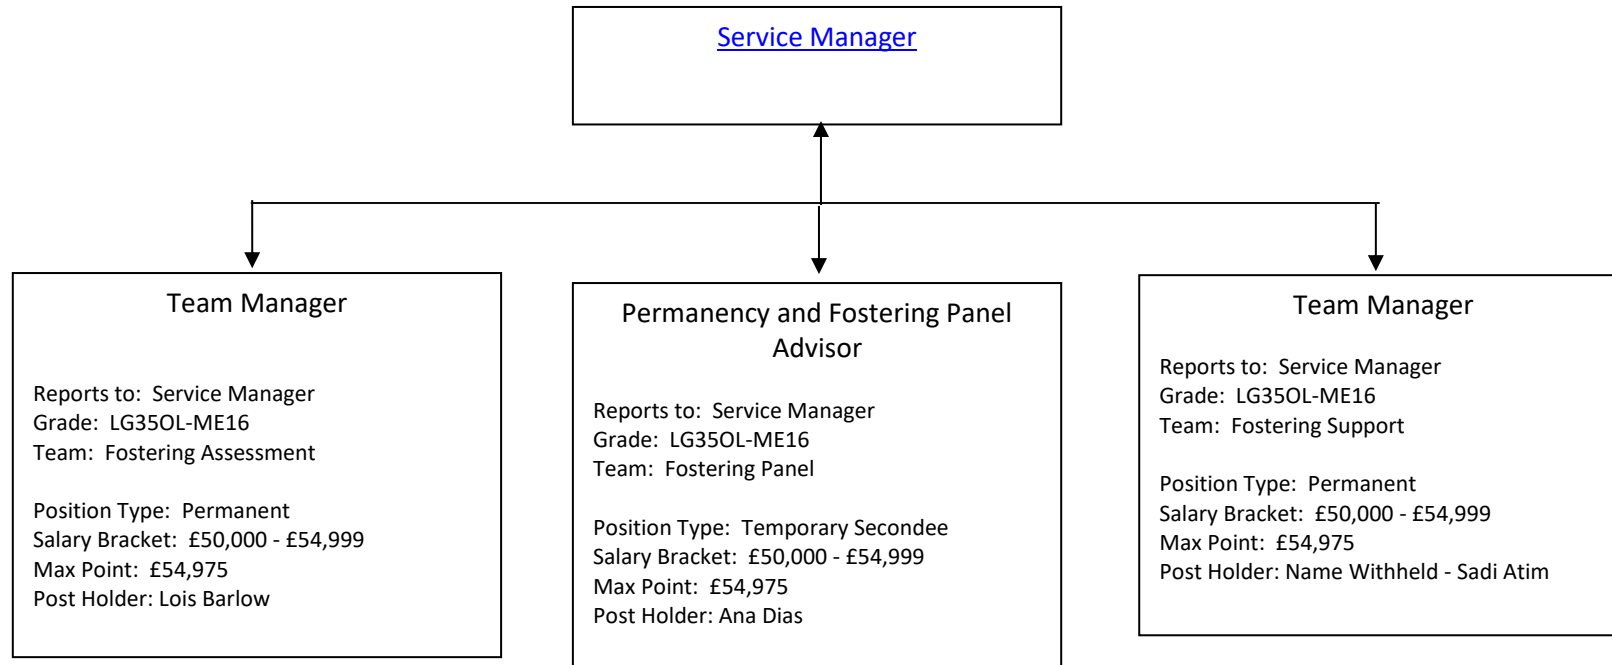 Service Manager
Team Manager
Reports to: Service Manager
Grade: LG35OL-ME16
Team: Fostering Assessment
Position Type: Permanent
Salary Bracket: £50,000 - £54,999
Max Point: £54,975
Post Holder: Lois Barlow
Permanency and Fostering Panel
Advisor
Reports to: Service Manager
Grade: LG35OL-ME16
Team: Fostering Panel
Position Type: Temporary Secondee
Salary Bracket: £50,000 - £54,999
Max Point: £54,975
Post Holder: Ana Dias
Team Manager
Reports to: Service Manager
Grade: LG35OL-ME16
Team: Fostering Support
Position Type: Permanent
Salary Bracket: £50,000 - £54,999
Max Point: £54,975
Post Holder: Name Withheld - Sadi Atim